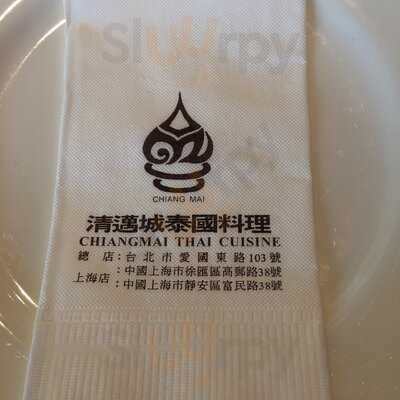 Sluurpy
CHIANG MAI
清邁城泰國料理
CHIANGMAI THAI CUISINE
總 店：台北市愛國東路103號
上海店：中國上海市徐匯區高郵路38號
：中國上海市靜安區富民路38號